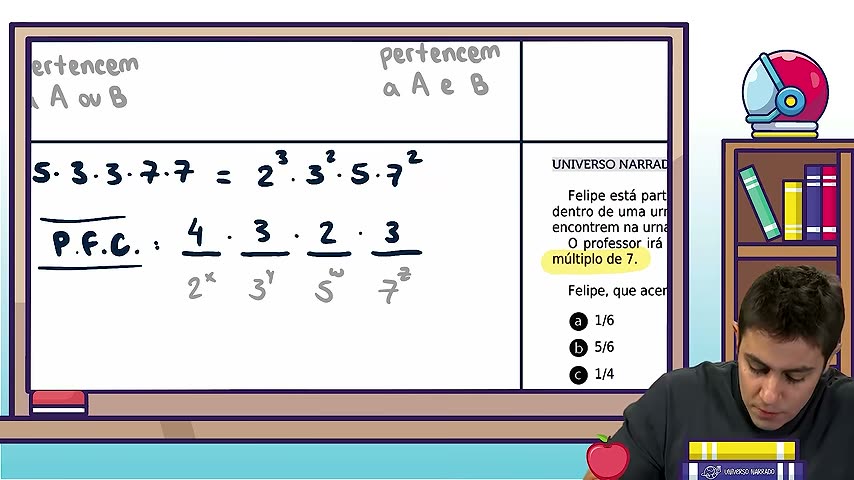 ertencem
A ou B
pertencem
a A e B
5 · 3 · 3 · 7 · 7 = 2³ · 3² · 5 · 7²
P.F.C. : 4 · 3 · 2 · 3
2ˣ 3ʸ 5ʷ 7ᶻ
UNIVERSO NARRAD
Felipe está part
dentro de uma urn
encontrem na urna
O professor irá
múltiplo de 7.
Felipe, que acer
a 1/6
b 5/6
c 1/4
UNIVERSO NARRADO